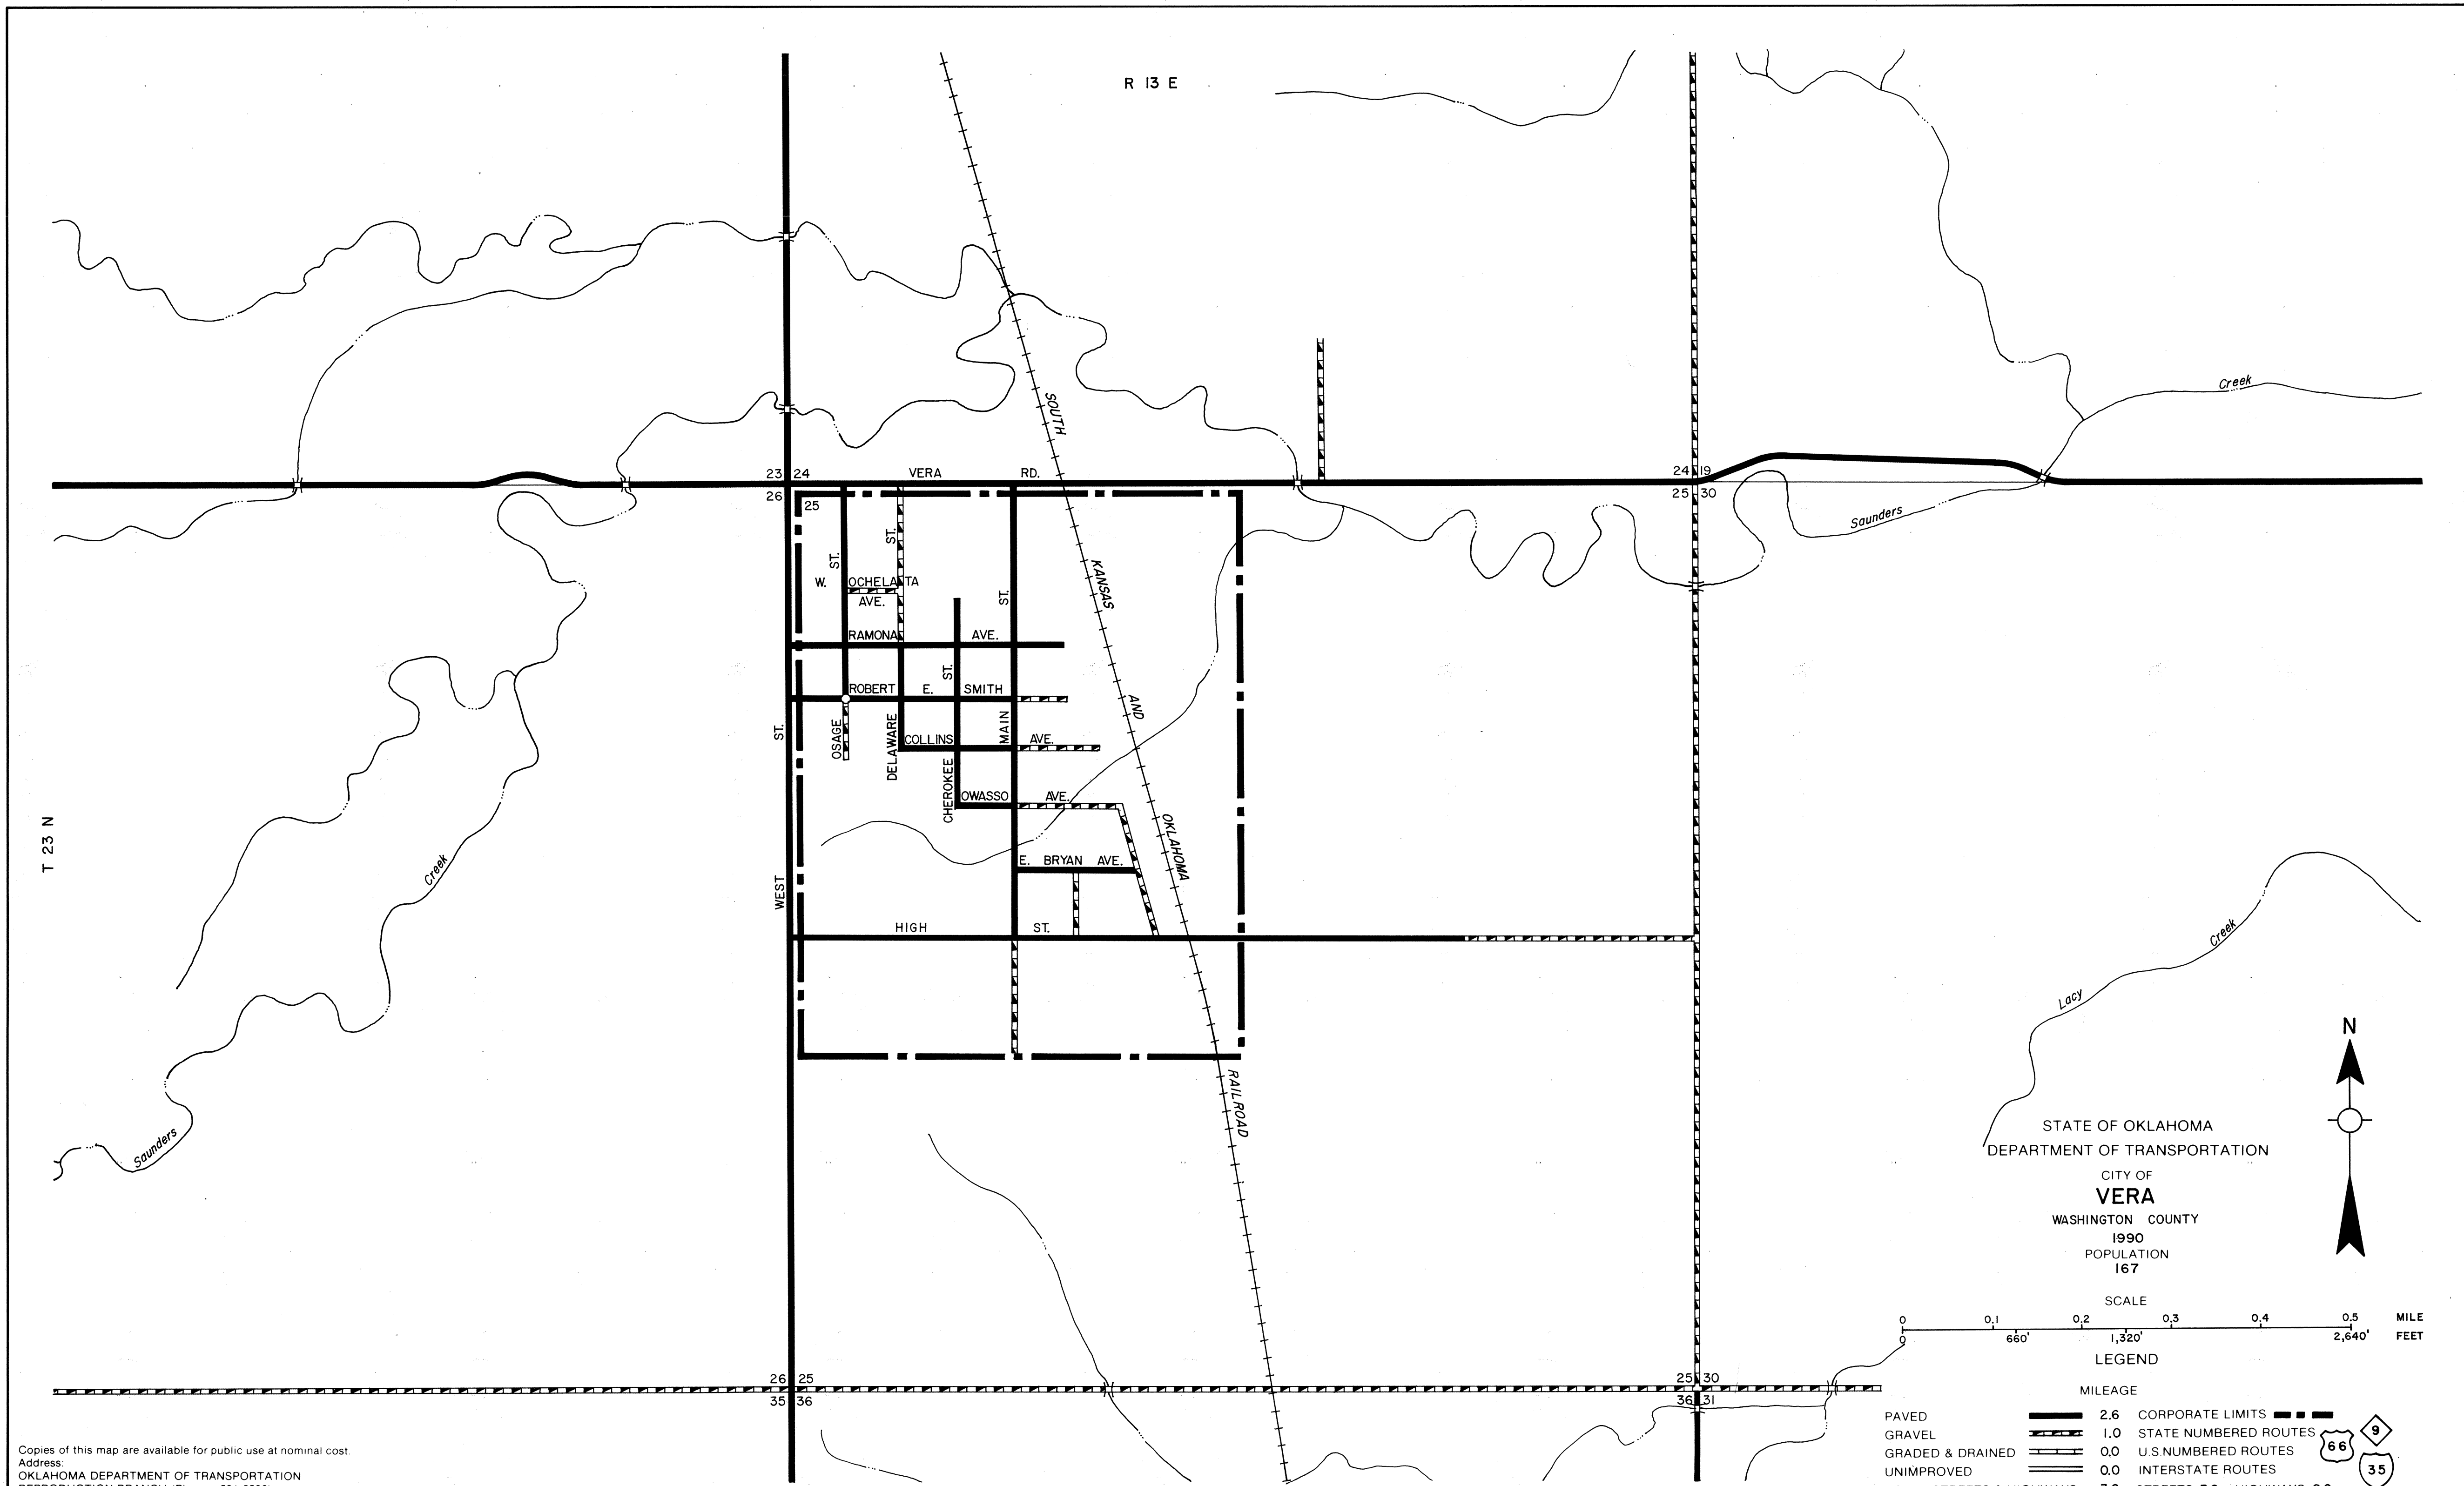 R 13 E
Creek
SOUTH
23 24
VERA RD.
24 19
26
25
25 30
Saunders
ST.
ST.
KANSAS
W. OCHELATA
AVE.
ST.
RAMONA AVE.
ST.
ROBERT E. SMITH
AND
ST.
OSAGE
DELAWARE
MAIN
COLLINS AVE.
CHEROKEE
OWASSO AVE.
OKLAHOMA
T 23 N
Creek
E. BRYAN AVE.
WEST
HIGH ST.
Creek
Lacy
N
RAILROAD
Saunders
STATE OF OKLAHOMA
DEPARTMENT OF TRANSPORTATION
CITY OF
VERA
WASHINGTON COUNTY
1990
POPULATION
167
SCALE
0 0.1 0.2 0.3 0.4 0.5 MILE
0 660' 1,320' 2,640' FEET
LEGEND
26 25
25 30
35 36
36 31
MILEAGE
PAVED 2.6 CORPORATE LIMITS
GRAVEL 1.0 STATE NUMBERED ROUTES 9
GRADED & DRAINED 0.0 U.S. NUMBERED ROUTES 66
UNIMPROVED 0.0 INTERSTATE ROUTES 35
Copies of this map are available for public use at nominal cost.
Address:
OKLAHOMA DEPARTMENT OF TRANSPORTATION